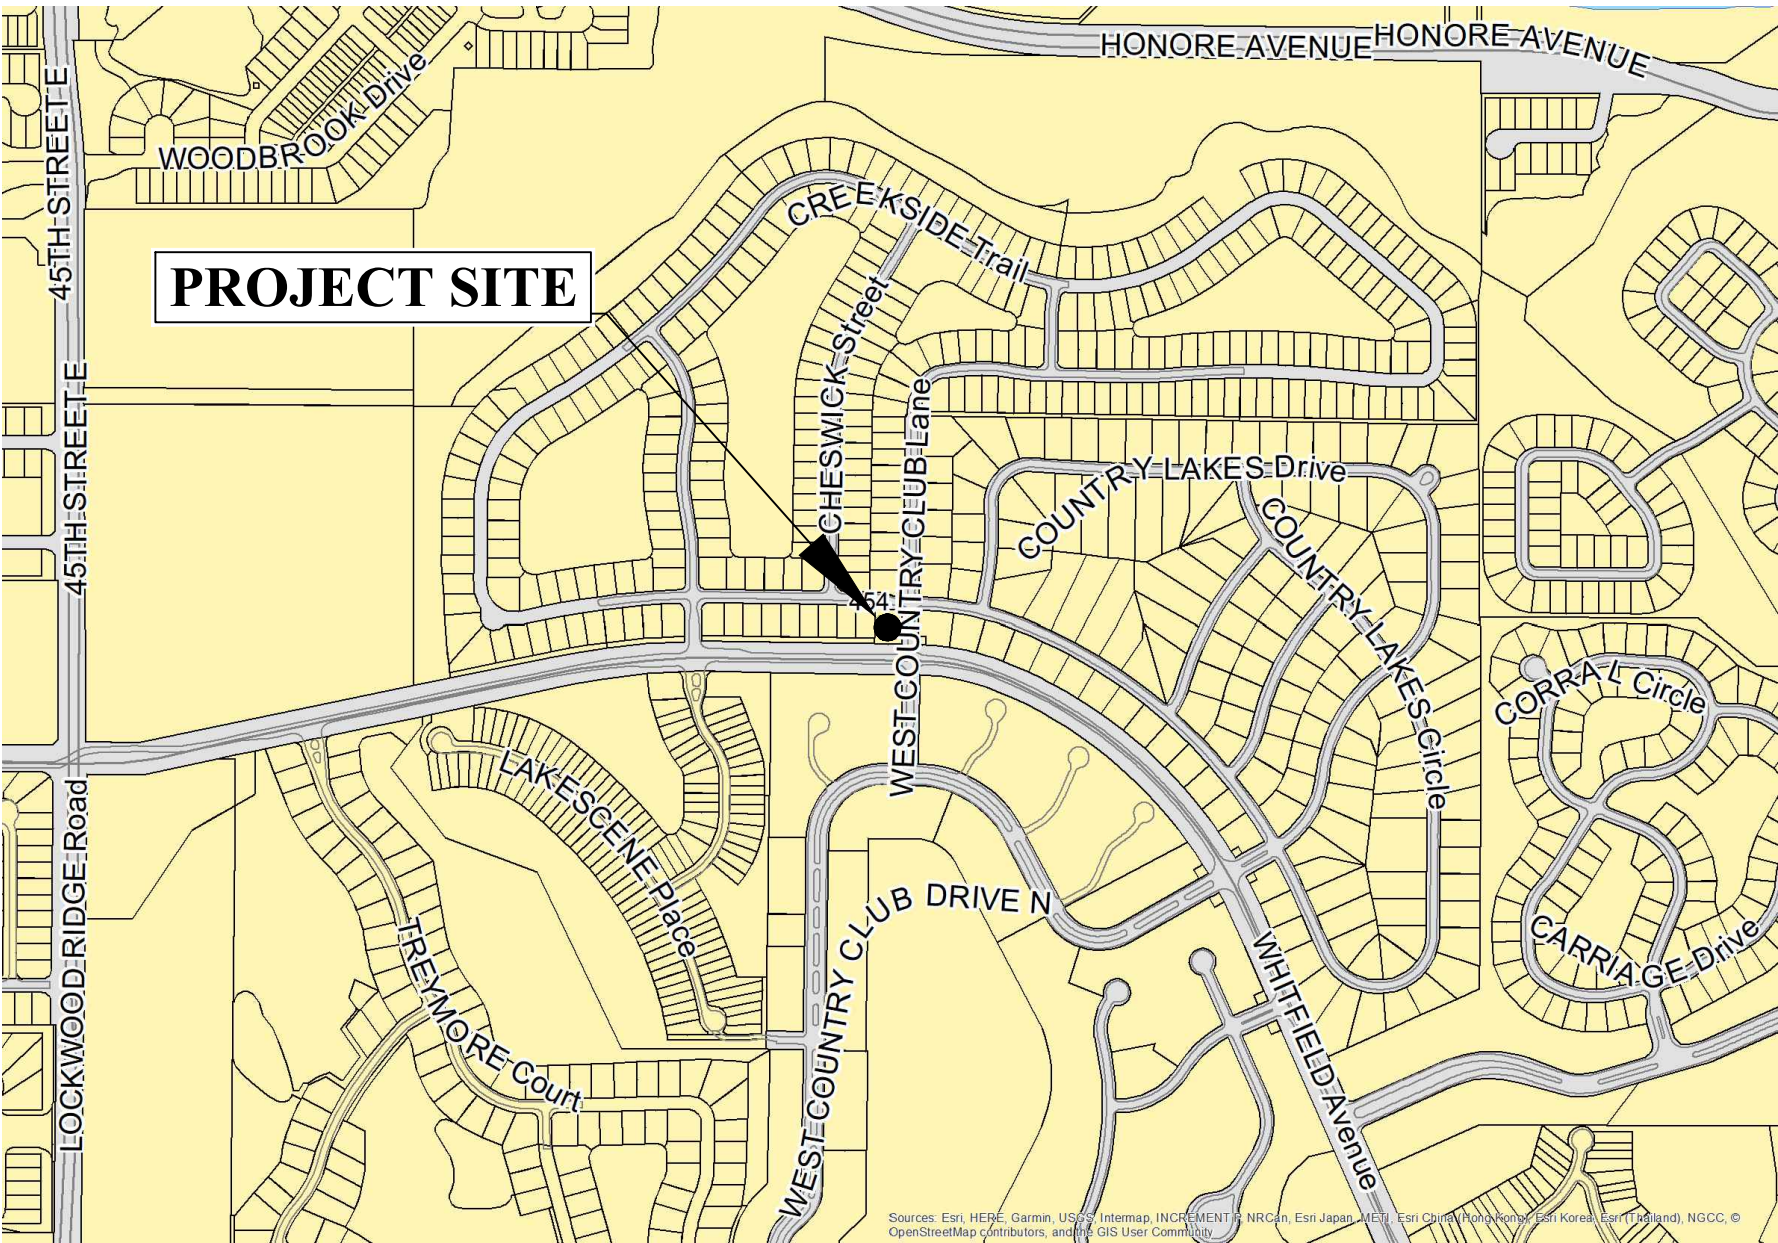 HONORE AVENUE
HONORE AVENUE
45TH STREET E
WOODBROOK Drive
CREEKSIDE Trail
PROJECT SITE
CHESWICK Street
45TH STREET E
WEST COUNTRY CLUB Lane
COUNTRY LAKES Drive
COUNTRY LAKES Circle
454
CORRAL Circle
LAKESCENE Place
LOCKWOOD RIDGE Road
TREYMORE Court
WEST COUNTRY CLUB DRIVE N
WHITFIELD Avenue
CARRIAGE Drive
Sources: Esri, HERE, Garmin, USGS, Intermap, INCREMENT P, NRCan, Esri Japan, METI, Esri China (Hong Kong), Esri Korea, Esri (Thailand), NGCC, ©
OpenStreetMap contributors, and the GIS User Community